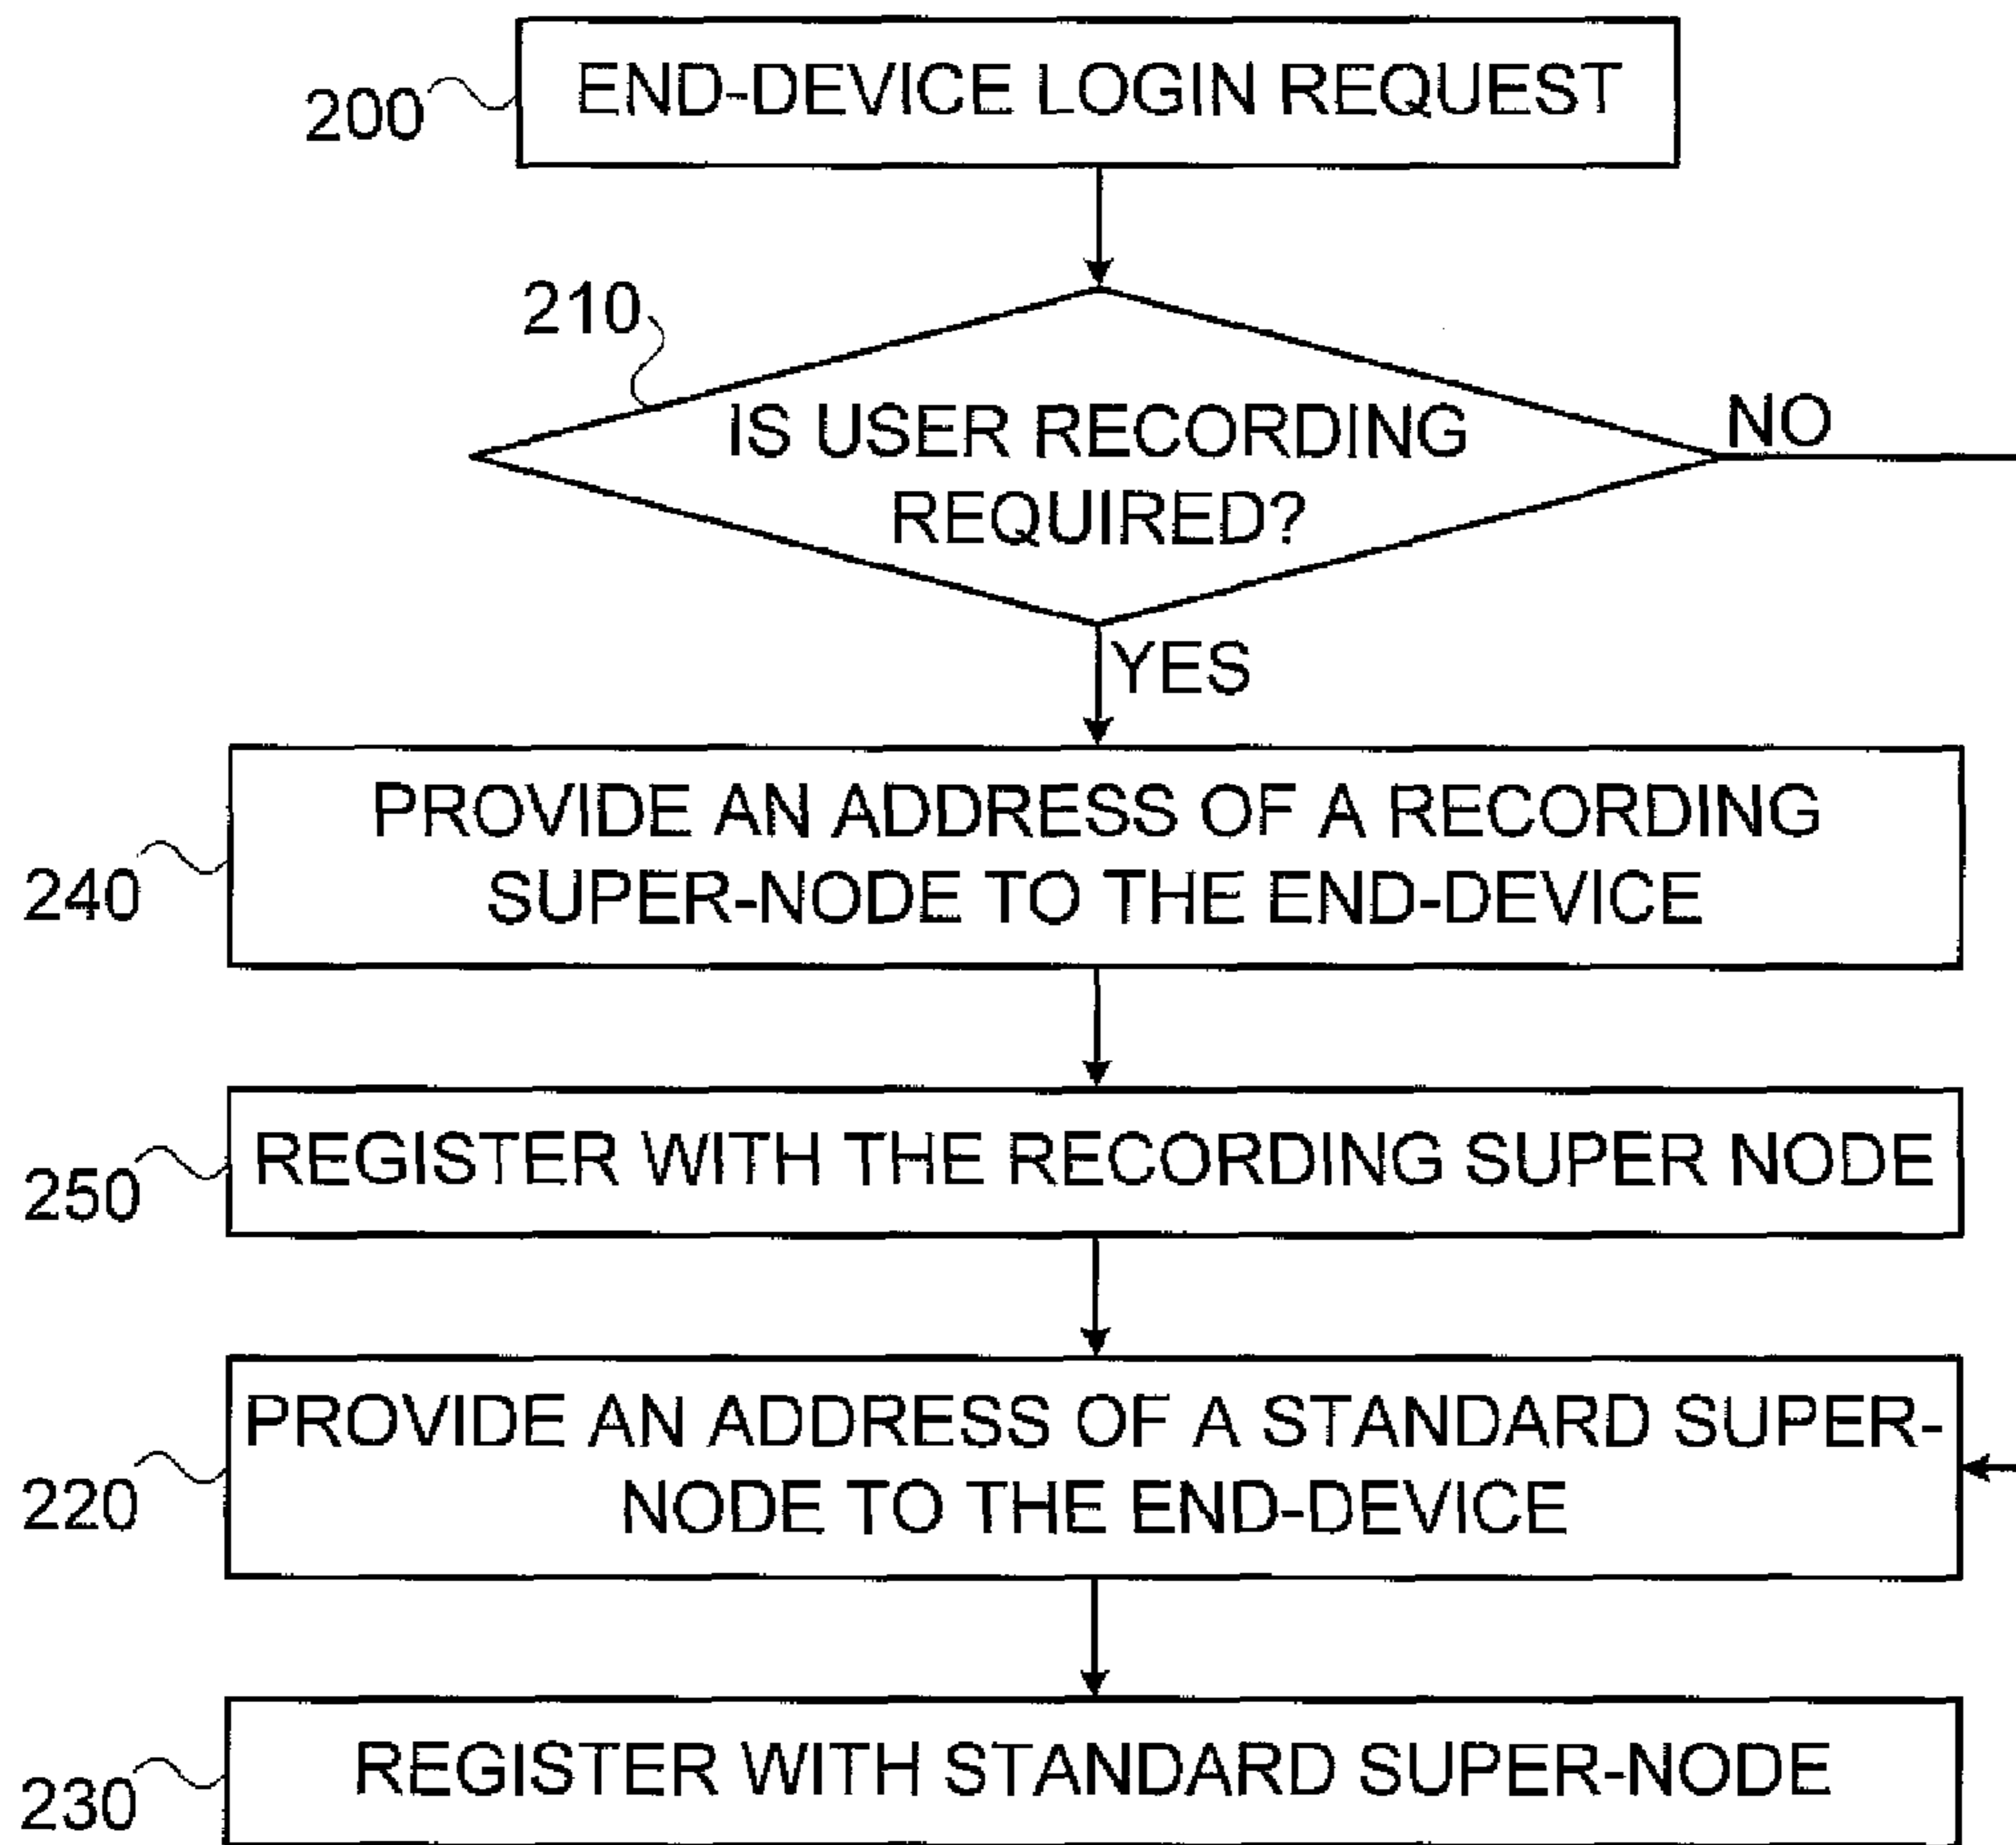 200
END-DEVICE LOGIN REQUEST
210
IS USER RECORDING
REQUIRED?
NO
YES
240
PROVIDE AN ADDRESS OF A RECORDING
SUPER-NODE TO THE END-DEVICE
250
REGISTER WITH THE RECORDING SUPER NODE
220
PROVIDE AN ADDRESS OF A STANDARD SUPER-
NODE TO THE END-DEVICE
230
REGISTER WITH STANDARD SUPER-NODE